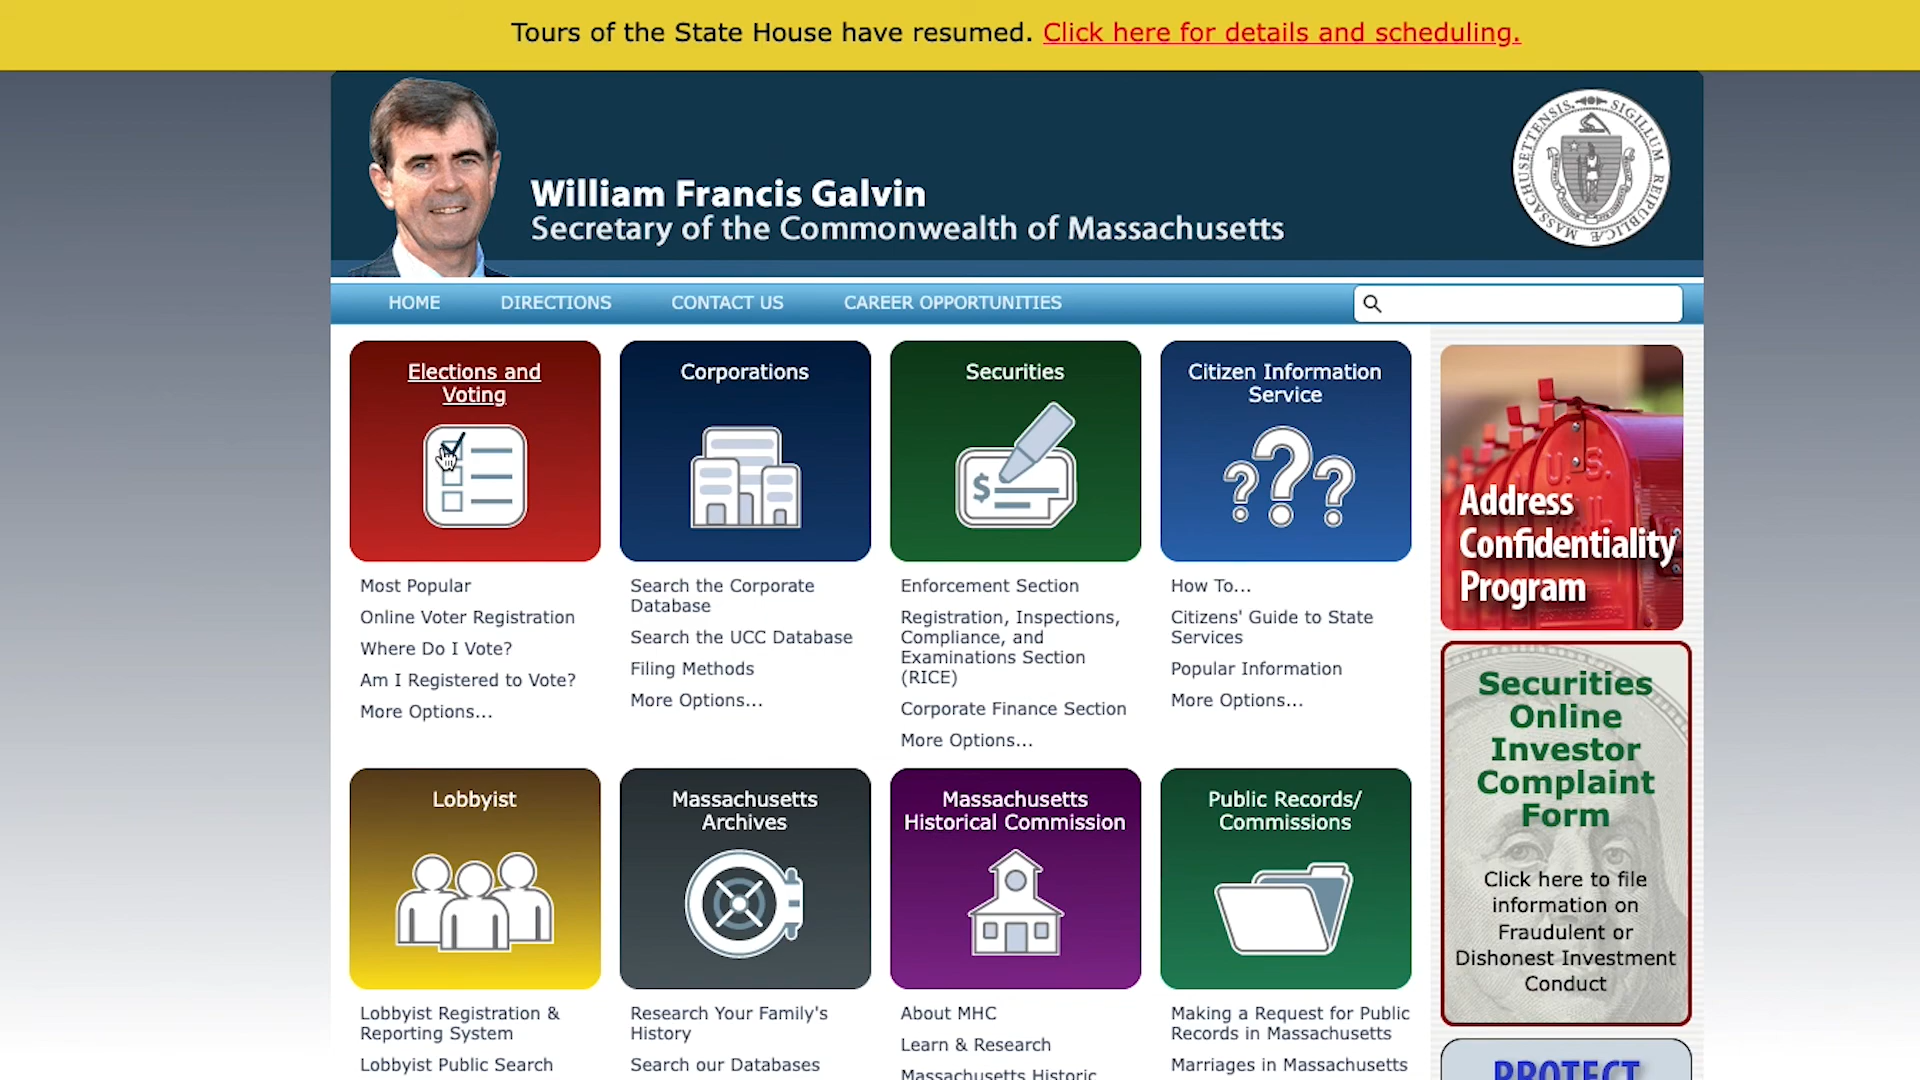 Tours of the State House have resumed. Click here for details and scheduling.
William Francis Galvin
Secretary of the Commonwealth of Massachusetts
SIGILLUM REIPUBLICÆ MASSACHUSETTENSIS
HOME DIRECTIONS CONTACT US CAREER OPPORTUNITIES
Elections and
Voting
Most Popular
Online Voter Registration
Where Do I Vote?
Am I Registered to Vote?
More Options...
Corporations
Search the Corporate
Database
Search the UCC Database
Filing Methods
More Options...
Securities
$
Enforcement Section
Registration, Inspections,
Compliance, and
Examinations Section
(RICE)
Corporate Finance Section
More Options...
Citizen Information
Service
???
How To...
Citizens' Guide to State
Services
Popular Information
More Options...
U.S.
Address
Confidentiality
Program
Securities
Online
Investor
Complaint
Form
Click here to file
information on
Fraudulent or
Dishonest Investment
Conduct
Lobbyist
Lobbyist Registration &
Reporting System
Lobbyist Public Search
Massachusetts
Archives
Research Your Family's
History
Search our Databases
Massachusetts
Historical Commission
About MHC
Learn & Research
Massachusetts Historic
Public Records/
Commissions
Making a Request for Public
Records in Massachusetts
Marriages in Massachusetts
PROTECT